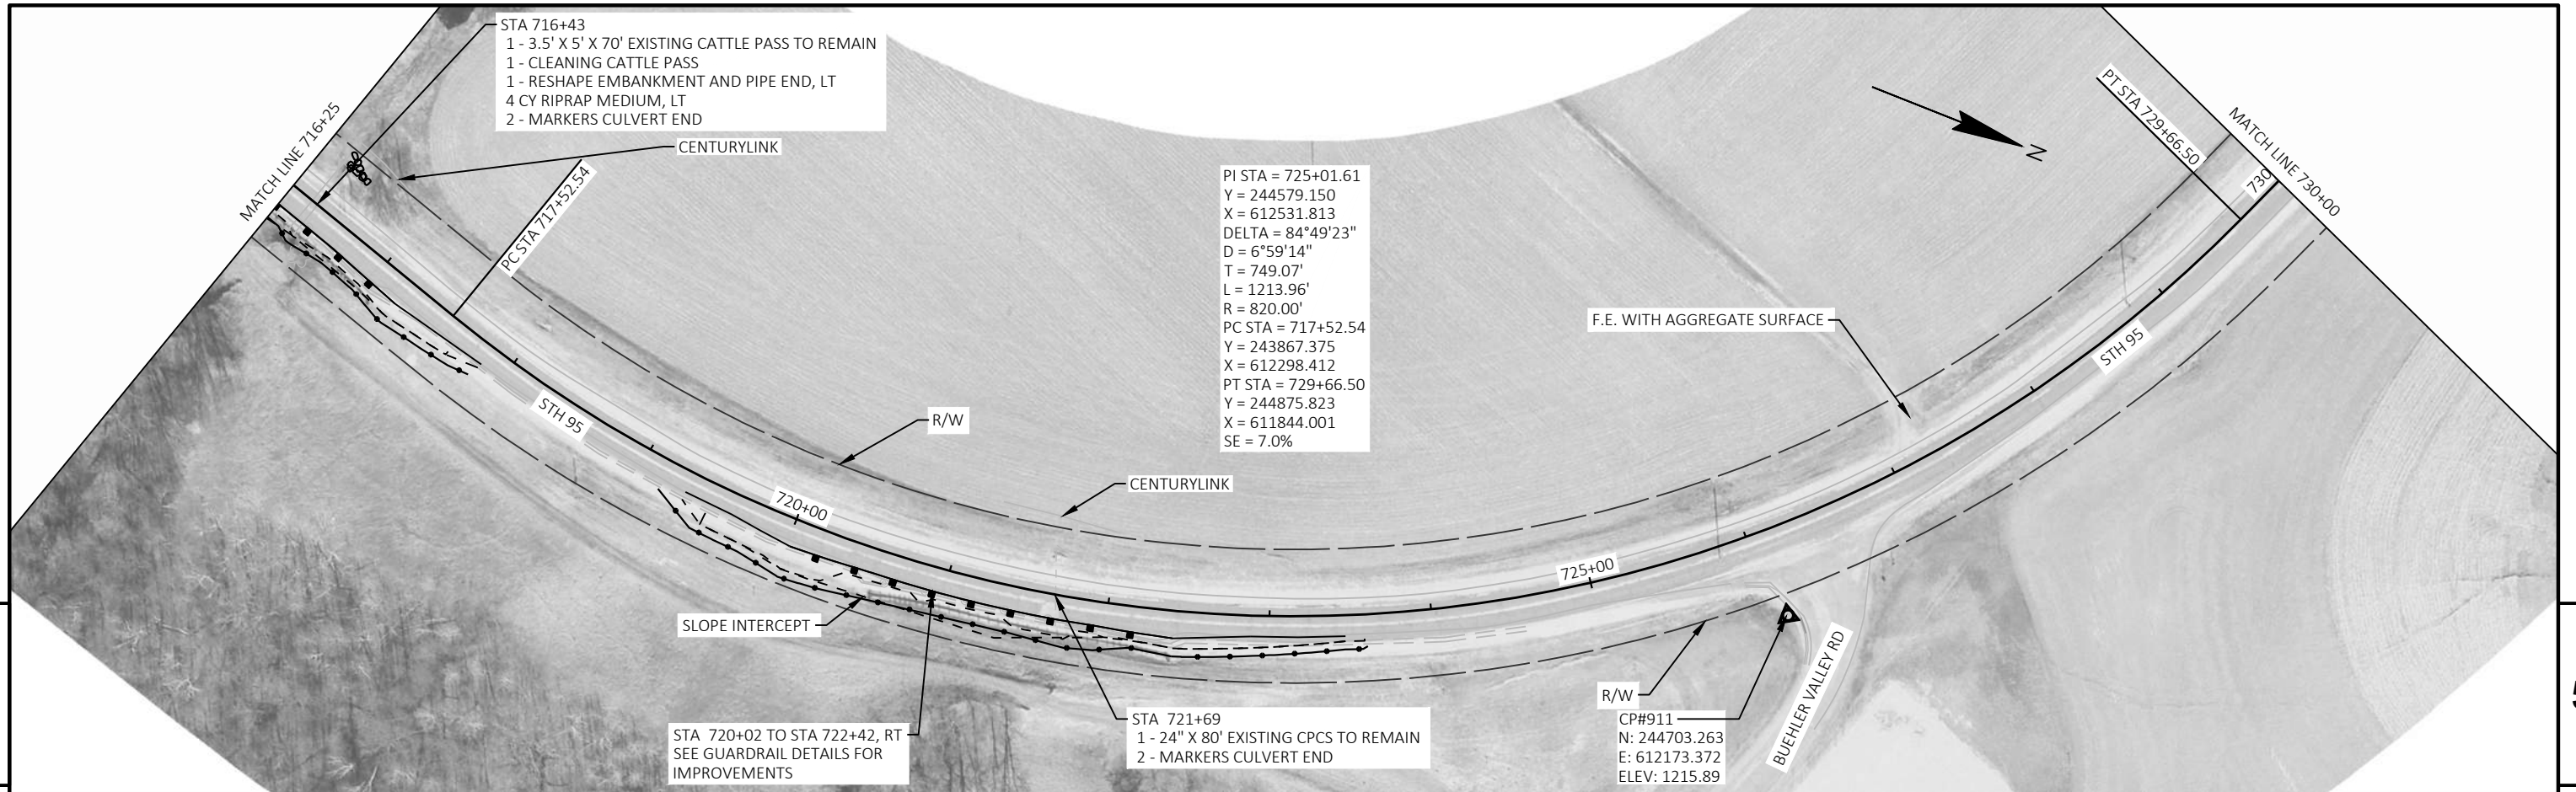 STA 716+43
1 - 3.5' X 5' X 70' EXISTING CATTLE PASS TO REMAIN
1 - CLEANING CATTLE PASS
1 - RESHAPE EMBANKMENT AND PIPE END, LT
4 CY RIPRAP MEDIUM, LT
2 - MARKERS CULVERT END
MATCH LINE 716+25
CENTURYLINK
PC STA 717+52.54
PI STA = 725+01.61
Y = 244579.150
X = 612531.813
DELTA = 84°49'23"
D = 6°59'14"
T = 749.07'
L = 1213.96'
R = 820.00'
PC STA = 717+52.54
Y = 243867.375
X = 612298.412
PT STA = 729+66.50
Y = 244875.823
X = 611844.001
SE = 7.0%
N
PT STA 729+66.50
MATCH LINE 730+00
730
F.E. WITH AGGREGATE SURFACE
STH 95
STH 95
R/W
CENTURYLINK
720+00
725+00
SLOPE INTERCEPT
STA 720+02 TO STA 722+42, RT
SEE GUARDRAIL DETAILS FOR
IMPROVEMENTS
STA 721+69
1 - 24" X 80' EXISTING CPCS TO REMAIN
2 - MARKERS CULVERT END
R/W
CP#911
N: 244703.263
E: 612173.372
ELEV: 1215.89
BUEHLER VALLEY RD